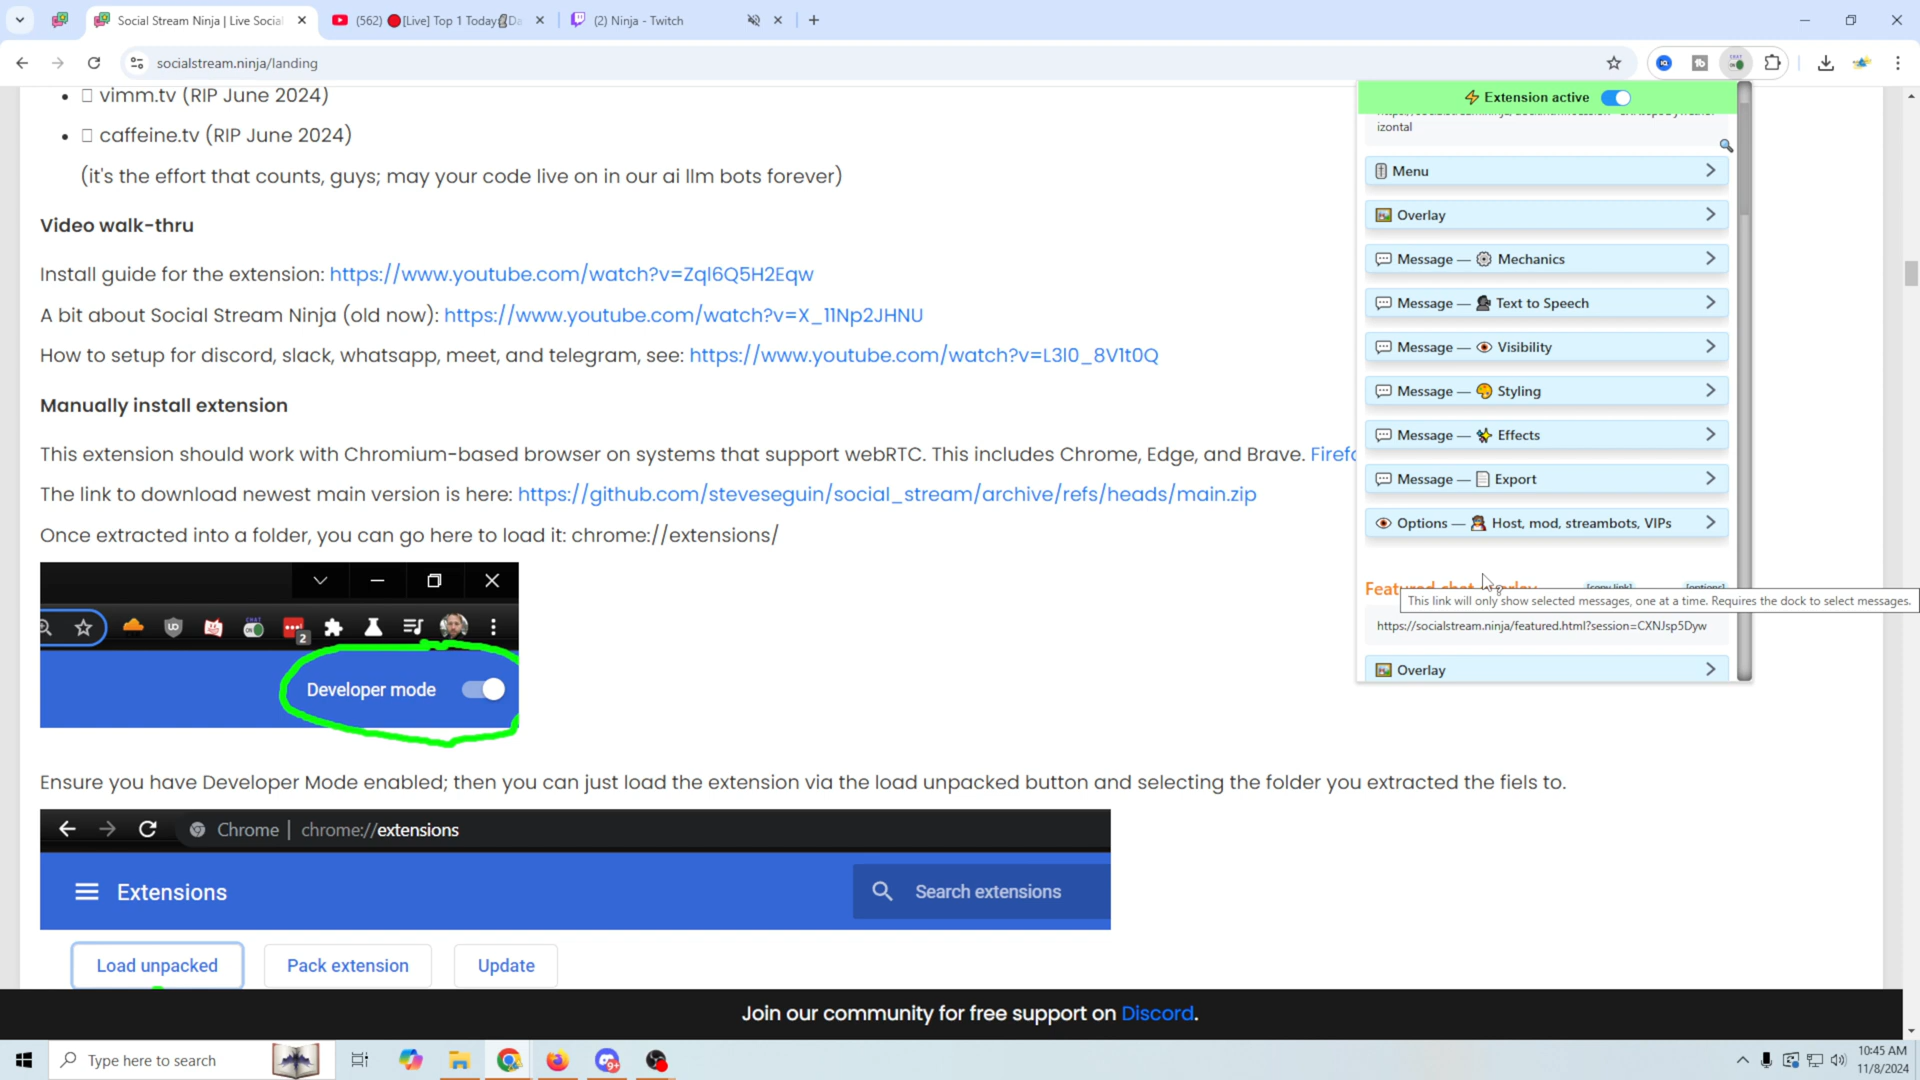 Social Stream Ninja | Live Social
(562) 🔴[Live] Top 1 Today
(2) Ninja - Twitch
socialstream.ninja/landing
vimm.tv (RIP June 2024)
caffeine.tv (RIP June 2024)
(it's the effort that counts, guys; may your code live on in our ai llm bots forever)
Video walk-thru
Install guide for the extension: https://www.youtube.com/watch?v=Zql6Q5H2Eqw
A bit about Social Stream Ninja (old now): https://www.youtube.com/watch?v=X_11Np2JHNU
How to setup for discord, slack, whatsapp, meet, and telegram, see: https://www.youtube.com/watch?v=L3l0_8V1t0Q
Manually install extension
This extension should work with Chromium-based browser on systems that support webRTC. This includes Chrome, Edge, and Brave. Firefo
The link to download newest main version is here: https://github.com/steveseguin/social_stream/archive/refs/heads/main.zip
Once extracted into a folder, you can go here to load it: chrome://extensions/
2
Developer mode
Ensure you have Developer Mode enabled; then you can just load the extension via the load unpacked button and selecting the folder you extracted the fiels to.
Chrome | chrome://extensions
Extensions
Search extensions
Load unpacked
Pack extension
Update
Join our community for free support on Discord.
⚡ Extension active
izontal
Menu
Overlay
Message — Mechanics
Message — Text to Speech
Message — Visibility
Message — Styling
Message — Effects
Message — Export
Options — Host, mod, streambots, VIPs
Featured chat overlay
[copy link]
[options]
This link will only show selected messages, one at a time. Requires the dock to select messages.
https://socialstream.ninja/featured.html?session=CXNJsp5Dyw
Overlay
Type here to search
9+
10:45 AM
11/8/2024